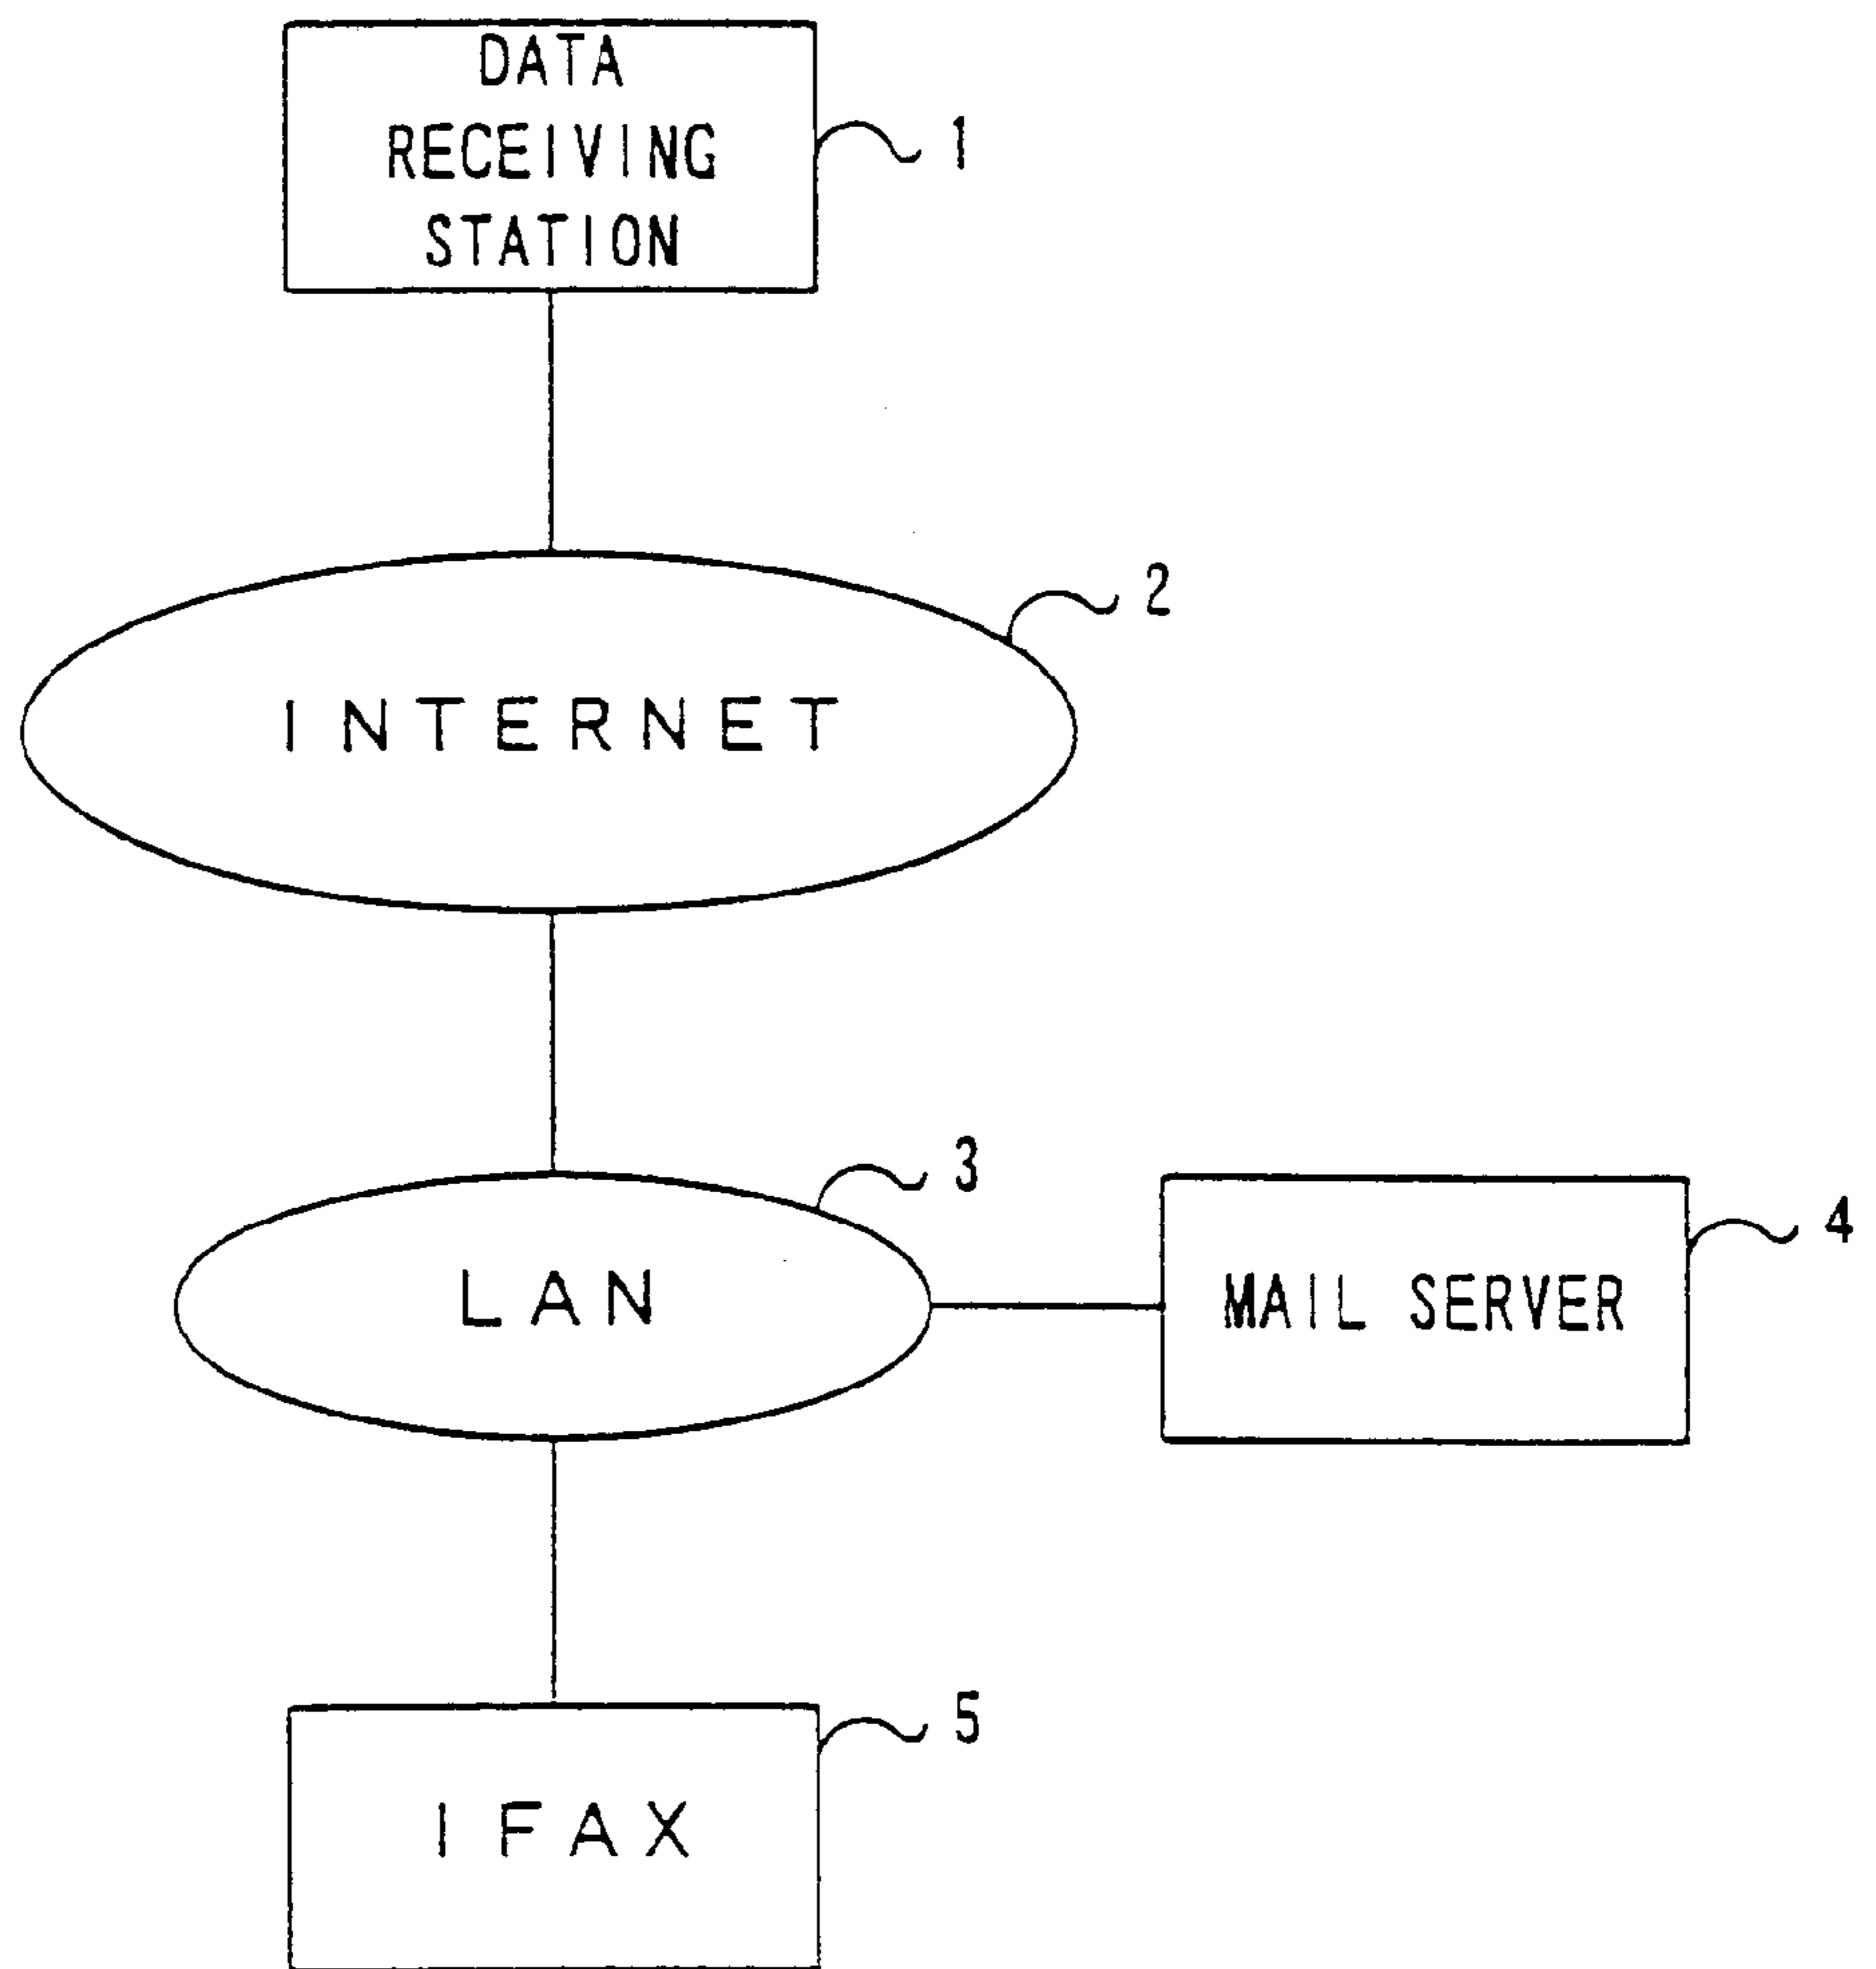 DATA
RECEIVING
STATION
1
2
INTERNET
3
LAN
4
MAIL SERVER
5
IFAX